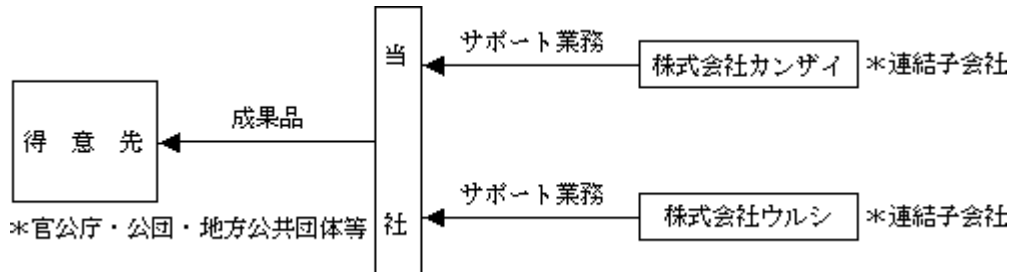 サポート業務
当
株式会社カンザイ
＊連結子会社
成果品
得意先
サポート業務
社
株式会社ウルシ
＊連結子会社
＊官公庁・公団・地方公共団体等